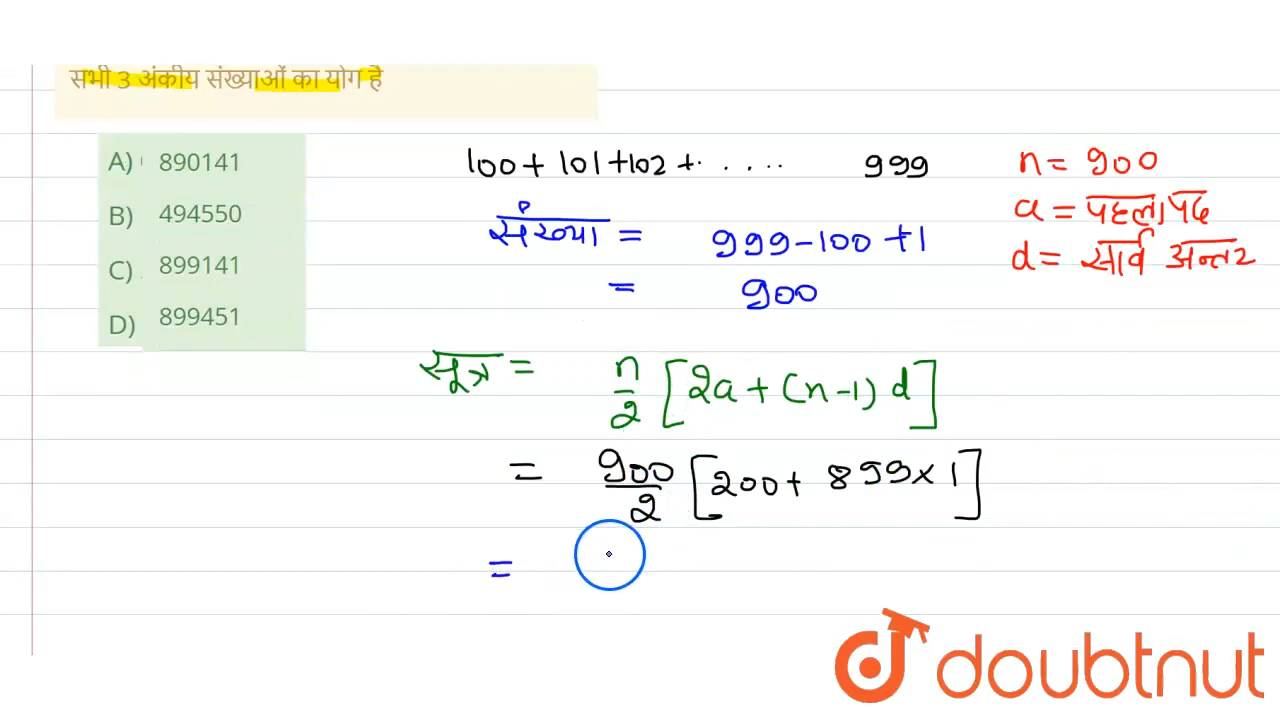 सभी 3 अंकीय संख्याओं का योग है
A) 890141
B) 494550
C) 899141
D) 899451
100 + 101 + 102 + ...... 999
संख्या = 999 - 100 + 1
= 900
n = 900
a = पहला पद
d = सार्व अन्तर
सूत्र = n/2 [2a + (n-1) d]
= 900/2 [200 + 899 × 1]
=
doubtnut